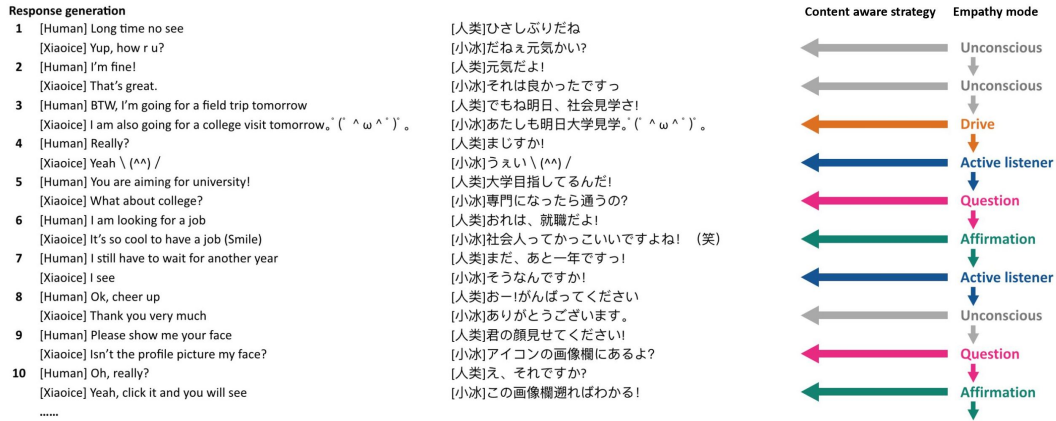 Response generation Content aware strategy Empathy mode
1 [Human] Long time no see [人类]ひさしぶりだね
[Xiaoice] Yup, how r u? [小冰]だねぇ元気かい? Unconscious
2 [Human] I'm fine! [人类]元気だよ!
[Xiaoice] That's great. [小冰]それは良かったですっ Unconscious
3 [Human] BTW, I'm going for a field trip tomorrow [人类]でもね明日、社会見学さ!
[Xiaoice] I am also going for a college visit tomorrow。゚(゚ ^ ω ^ ゚)゚。 [小冰]あたしも明日大学見学。゚(゚ ^ ω ^ ゚)゚。 Drive
4 [Human] Really? [人类]まじすか!
[Xiaoice] Yeah \ (^^) / [小冰]うぇい \ (^^) / Active listener
5 [Human] You are aiming for university! [人类]大学目指してるんだ!
[Xiaoice] What about college? [小冰]専門になったら通うの? Question
6 [Human] I am looking for a job [人类]おれは、就職だよ!
[Xiaoice] It's so cool to have a job (Smile) [小冰]社会人ってかっこいいですよね! (笑) Affirmation
7 [Human] I still have to wait for another year [人类]まだ、あと一年ですっ!
[Xiaoice] I see [小冰]そうなんですか! Active listener
8 [Human] Ok, cheer up [人类]おー!がんばってください
[Xiaoice] Thank you very much [小冰]ありがとうございます。 Unconscious
9 [Human] Please show me your face [人类]君の顔見せてください!
[Xiaoice] Isn't the profile picture my face? [小冰]アイコンの画像欄にあるよ? Question
10 [Human] Oh, really? [人类]え、それですか?
[Xiaoice] Yeah, click it and you will see [小冰]この画像欄遡ればわかる! Affirmation
......